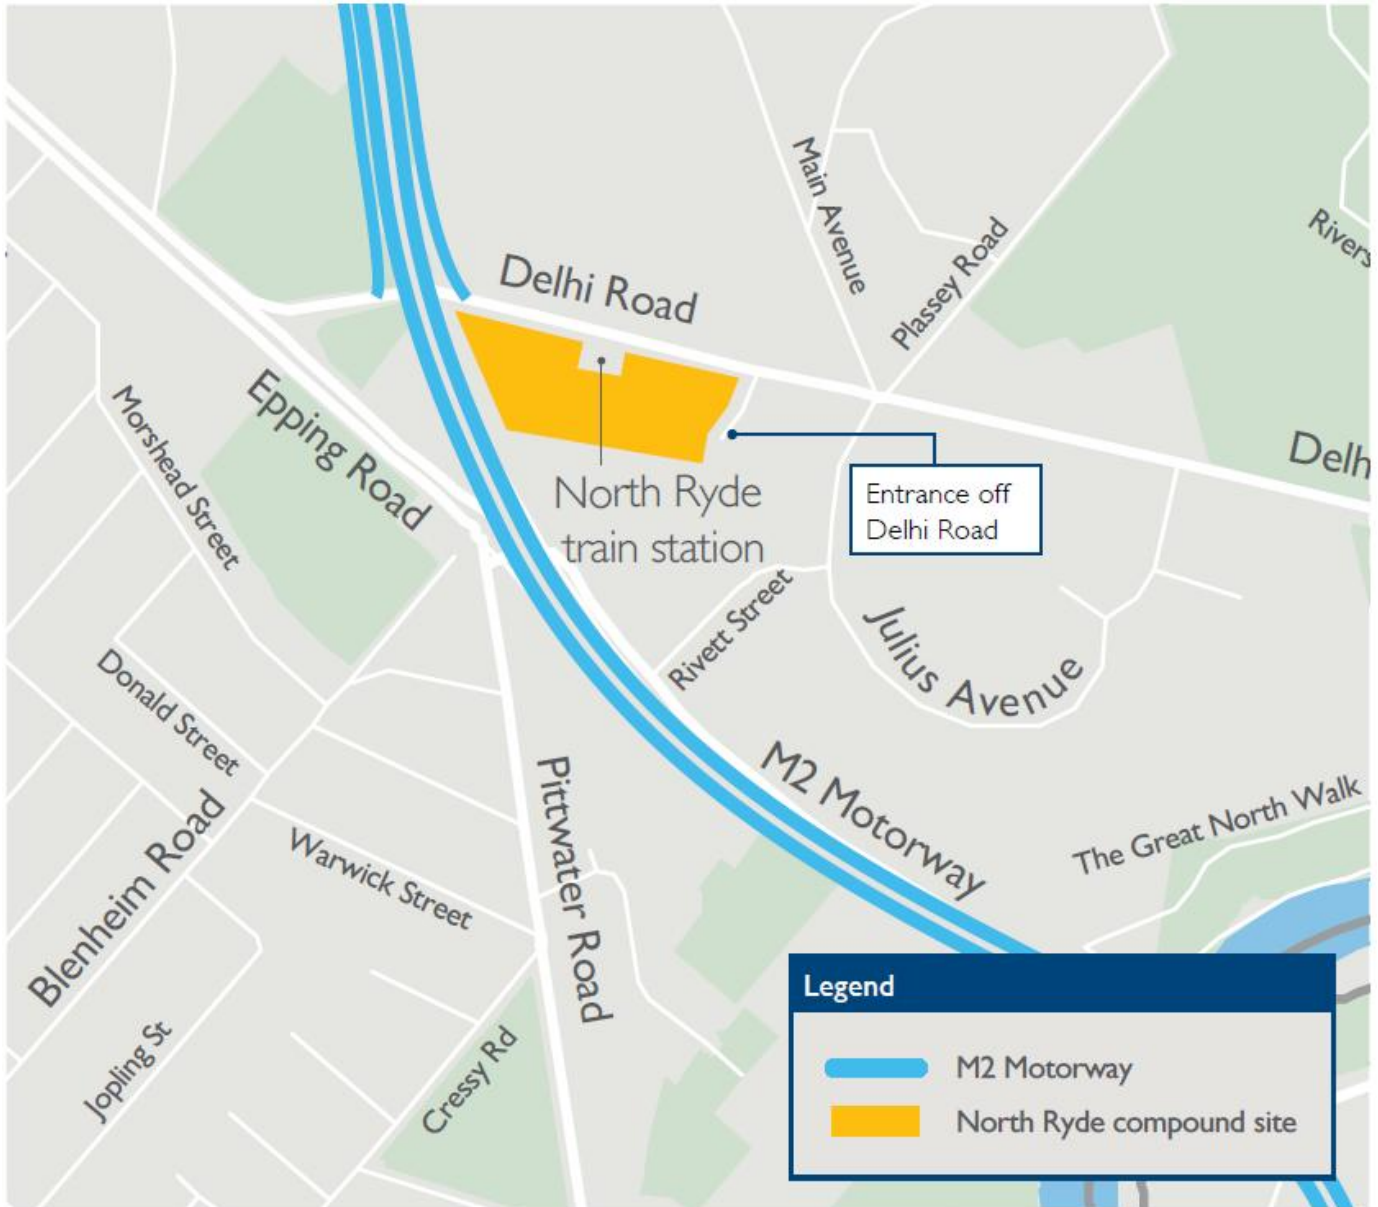 Delhi Road
Main Avenue
Plassey Road
Rivers
Epping Road
Morshead Street
Delh
North Ryde
train station
Entrance off
Delhi Road
Rivett Street
Julius Avenue
Donald Street
M2 Motorway
Pittwater Road
The Great North Walk
Blenheim Road
Warwick Street
Jopling St
Cressy Rd
Legend
M2 Motorway
North Ryde compound site